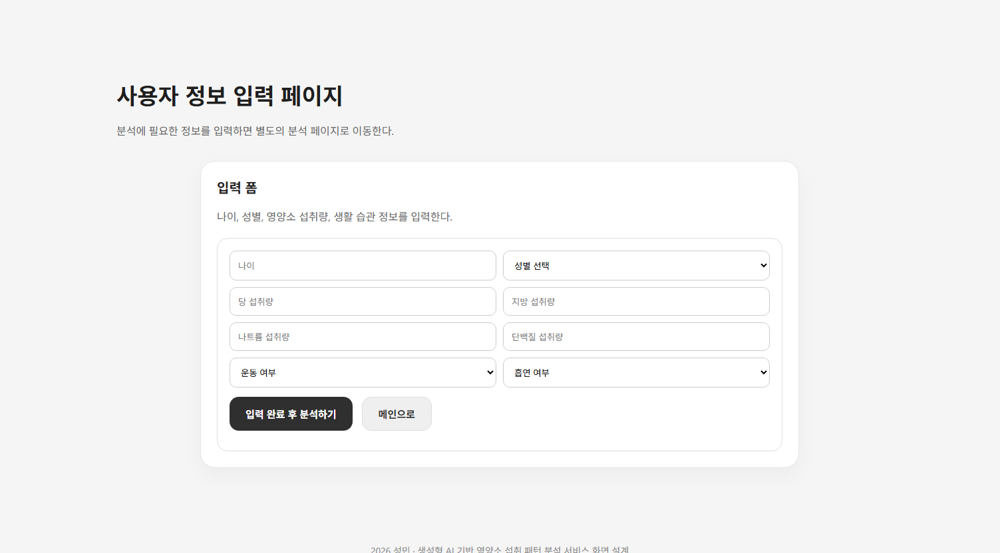 사용자 정보 입력 페이지
분석에 필요한 정보를 입력하면 별도의 분석 페이지로 이동한다.
입력 폼
나이, 성별, 영양소 섭취량, 생활 습관 정보를 입력한다.
나이
성별 선택
당 섭취량
지방 섭취량
나트륨 섭취량
단백질 섭취량
운동 여부
흡연 여부
입력 완료 후 분석하기
메인으로
2026 성민 · 생성형 AI 기반 영양소 섭취 패턴 분석 서비스 화면 설계